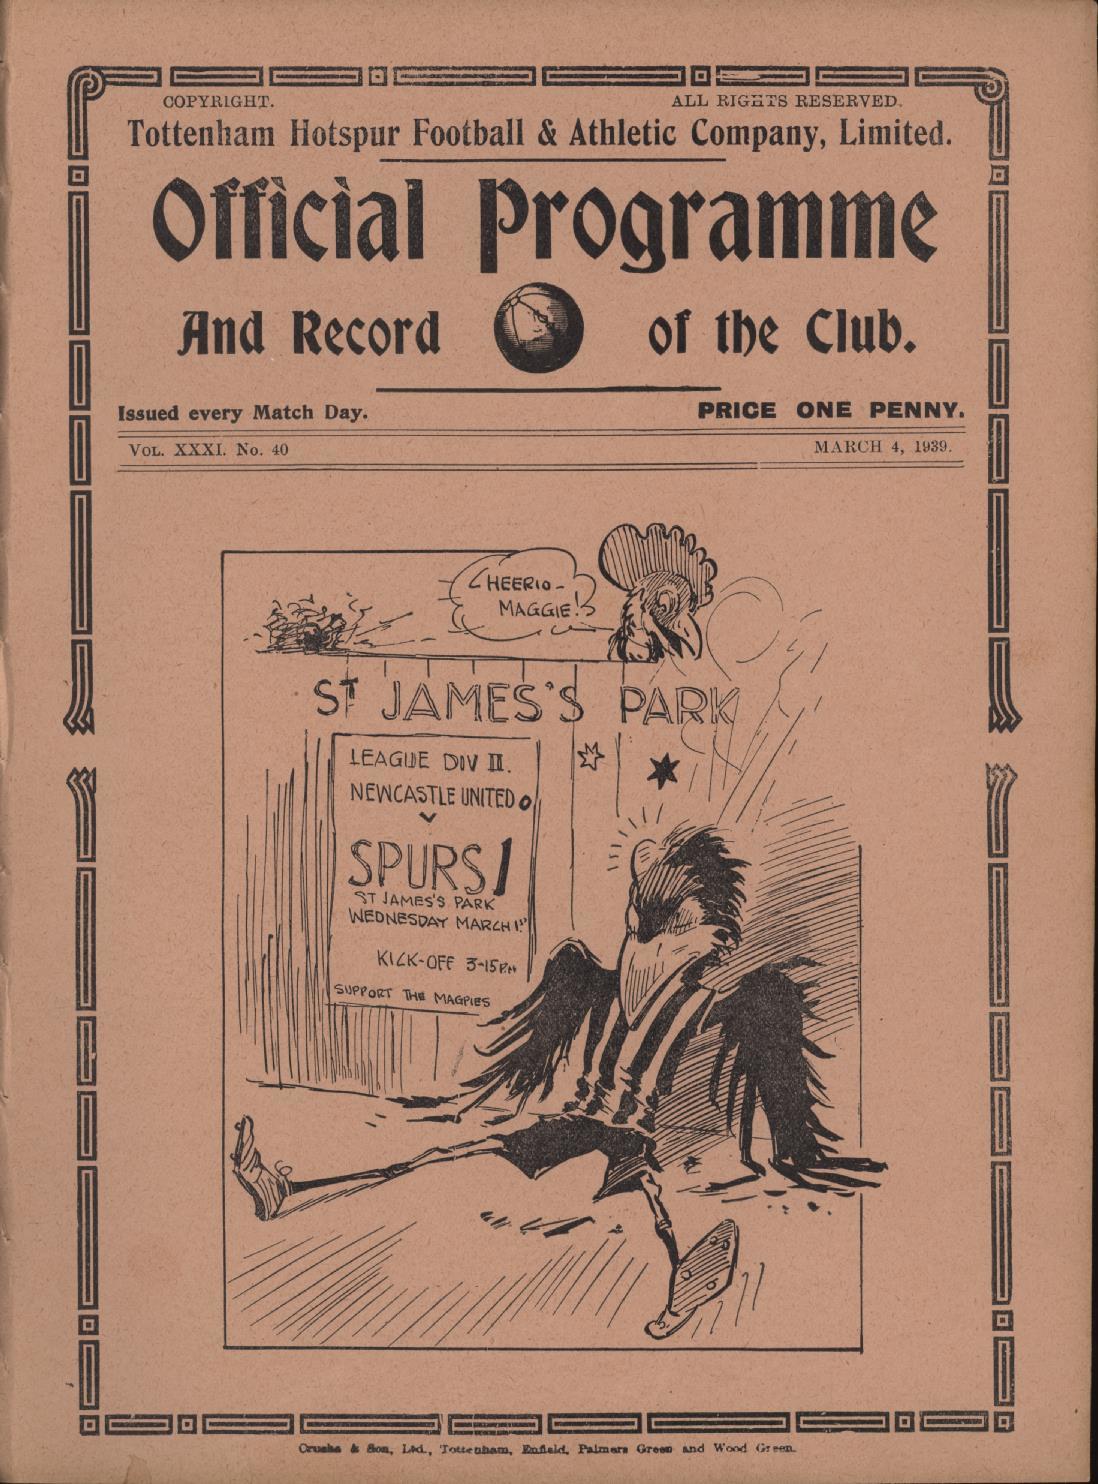 COPYRIGHT. ALL RIGHTS RESERVED.
Tottenham Hotspur Football & Athletic Company, Limited.
Official Programme
And Record of the Club.
Issued every Match Day. PRICE ONE PENNY.
VOL. XXXI. No. 40 MARCH 4, 1939.
CHEERIO-
MAGGIE!
ST JAMES'S PARK
LEAGUE DIV II.
NEWCASTLE UNITED 0
V
SPURS 1
ST JAMES'S PARK
WEDNESDAY MARCH 1ST
KICK-OFF 3-15 P.M
SUPPORT THE MAGPIES
Crusha & Son, Ltd., Tottenham, Enfield, Palmers Green and Wood Green.